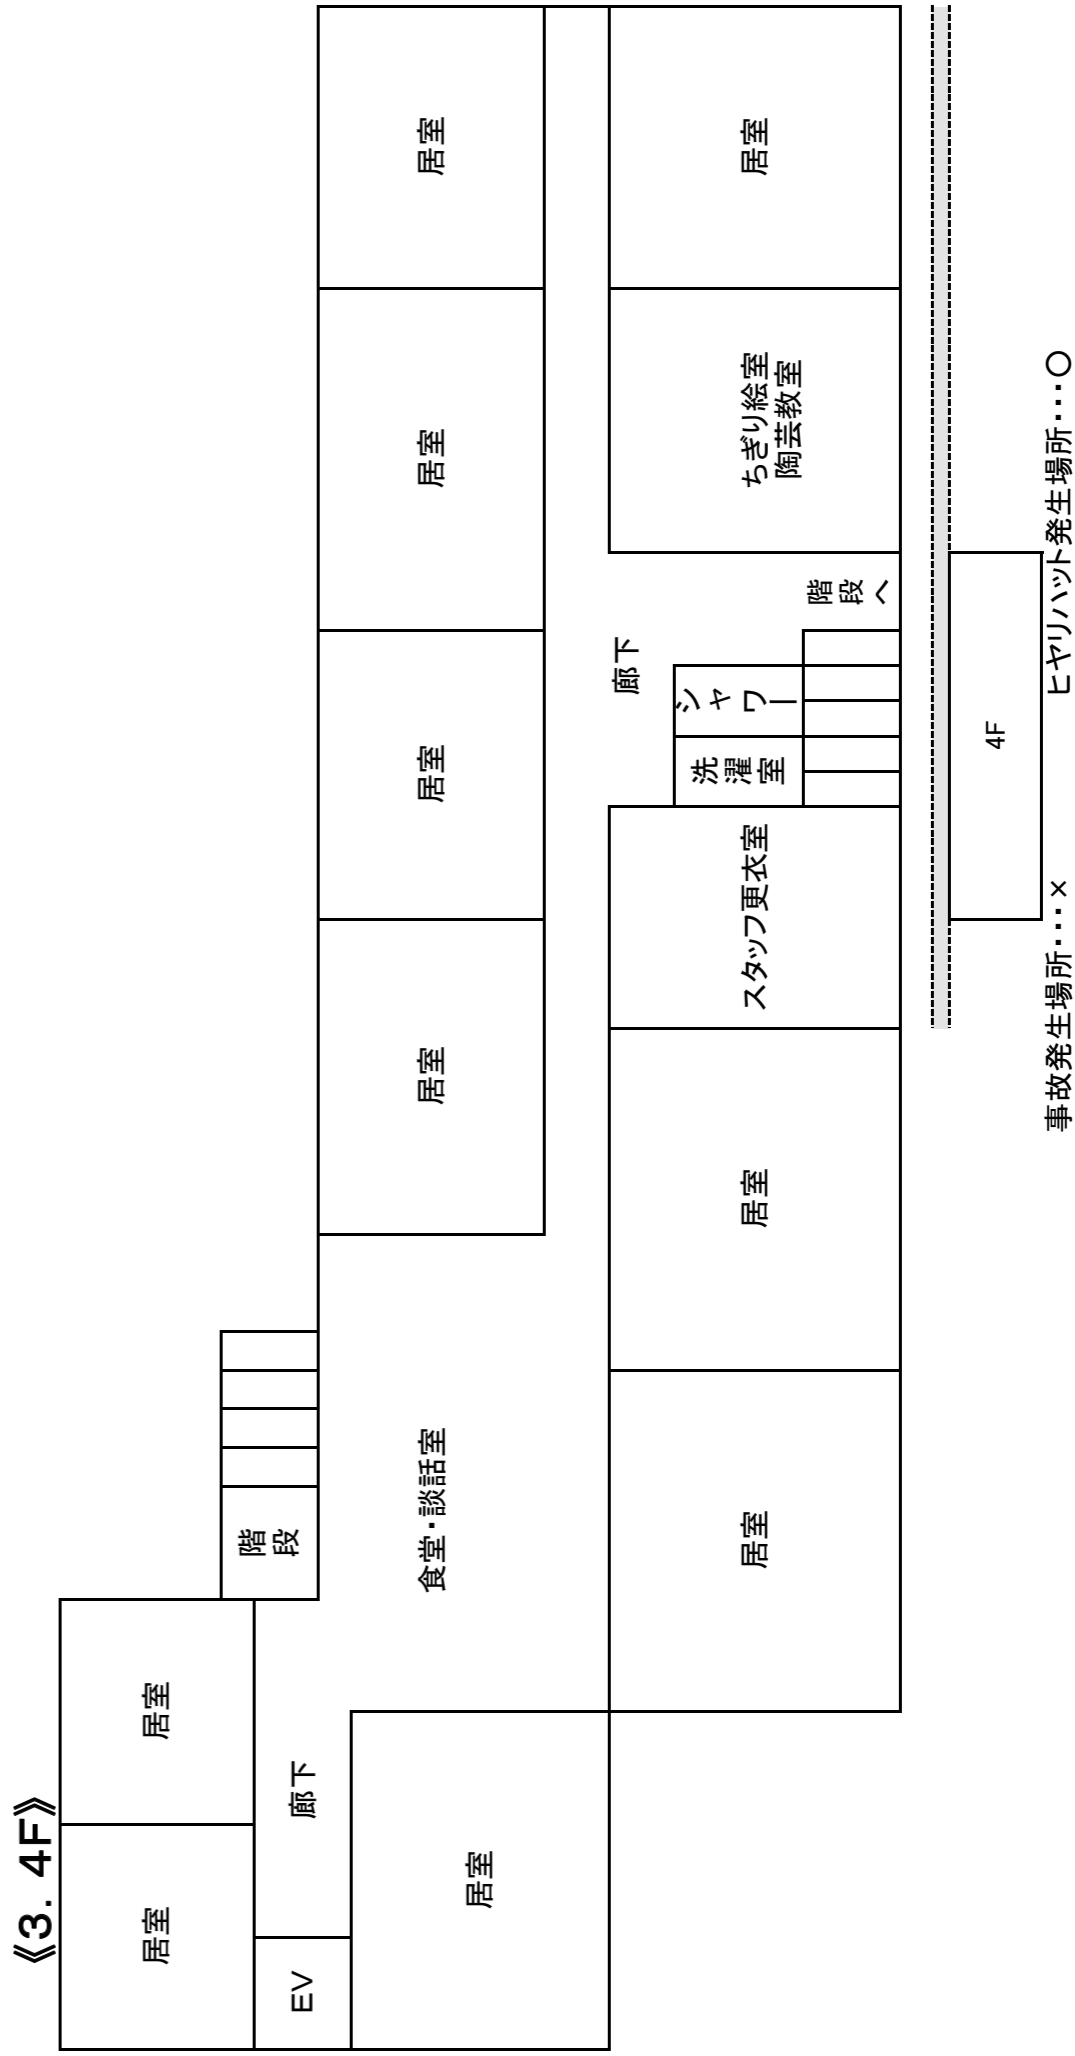 《3．4F》
居室
居室
階段
居室
居室
居室
居室
EV
廊下
食堂・談話室
居室
居室
居室
スタッフ更衣室
洗濯室
シャワー
廊下
階段へ
ちぎり絵室
陶芸教室
居室
4F
事故発生場所・・・×
ヒヤリハット発生場所・・・〇